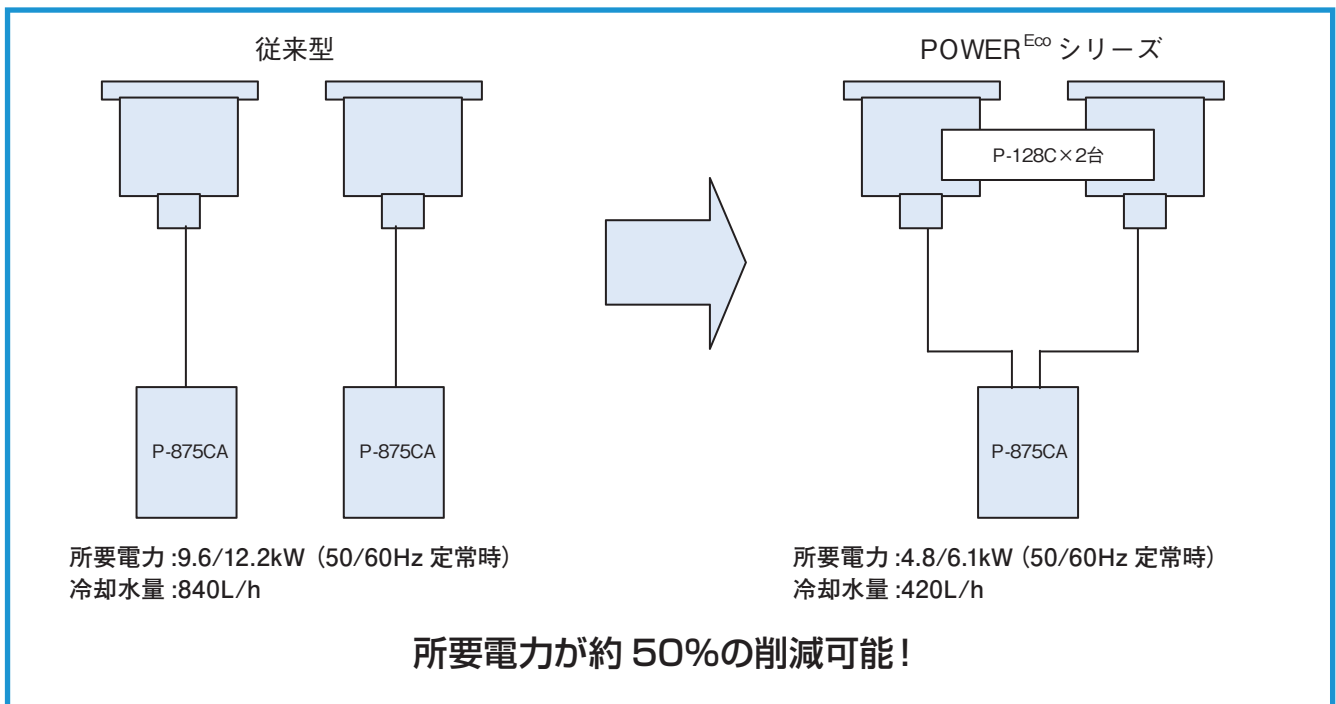 従来型
POWER Eco シリーズ
P-128C×2台
P-875CA
P-875CA
P-875CA
所要電力:9.6/12.2kW(50/60Hz 定常時)
冷却水量:840L/h
所要電力:4.8/6.1kW(50/60Hz 定常時)
冷却水量:420L/h
所要電力が約50%の削減可能!